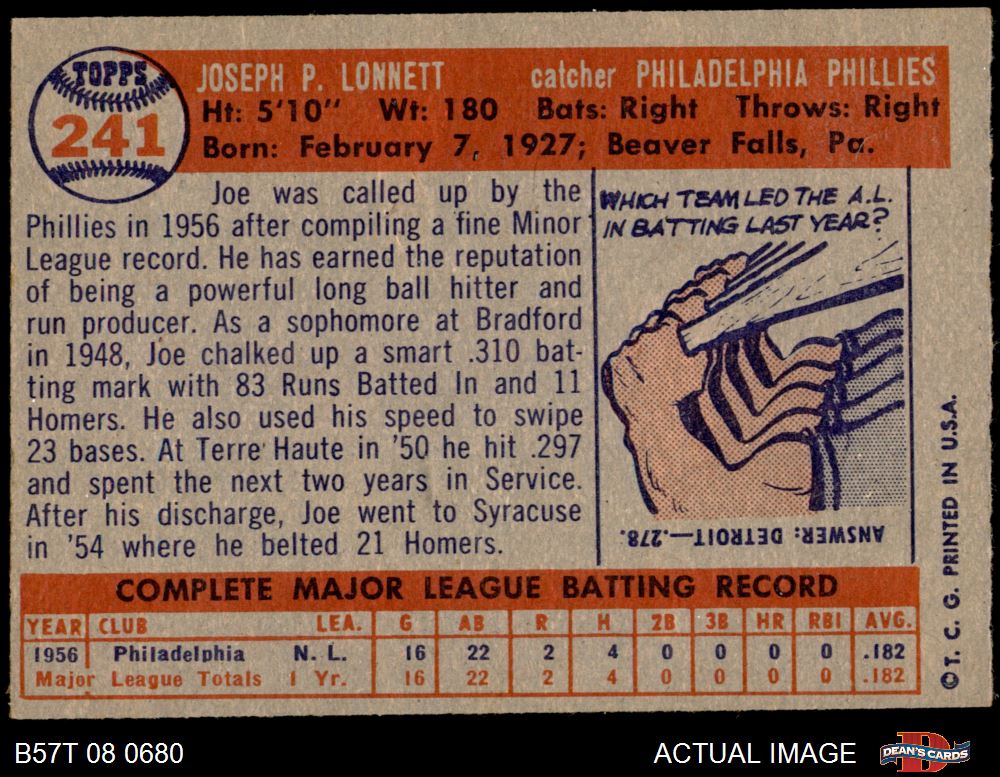 TOPPS
241
JOSEPH P. LONNETT catcher PHILADELPHIA PHILLIES
Ht: 5'10" Wt: 180 Bats: Right Throws: Right
Born: February 7, 1927; Beaver Falls, Pa.
Joe was called up by the
Phillies in 1956 after compiling a fine Minor
League record. He has earned the reputation
of being a powerful long ball hitter and
run producer. As a sophomore at Bradford
in 1948, Joe chalked up a smart .310 bat-
ting mark with 83 Runs Batted In and 11
Homers. He also used his speed to swipe
23 bases. At Terre Haute in '50 he hit .297
and spent the next two years in Service.
After his discharge, Joe went to Syracuse
in '54 where he belted 21 Homers.
WHICH TEAM LED THE A.L.
IN BATTING LAST YEAR?
ANSWER: DETROIT—.278.
COMPLETE MAJOR LEAGUE BATTING RECORD
YEAR CLUB LEA. G AB R H 2B 3B HR RBI AVG.
1956 Philadelphia N. L. 16 22 2 4 0 0 0 0 .182
Major League Totals 1 Yr. 16 22 2 4 0 0 0 0 .182
© T. C. G. PRINTED IN U.S.A.
B57T 08 0680
ACTUAL IMAGE
D
DEAN'S CARDS